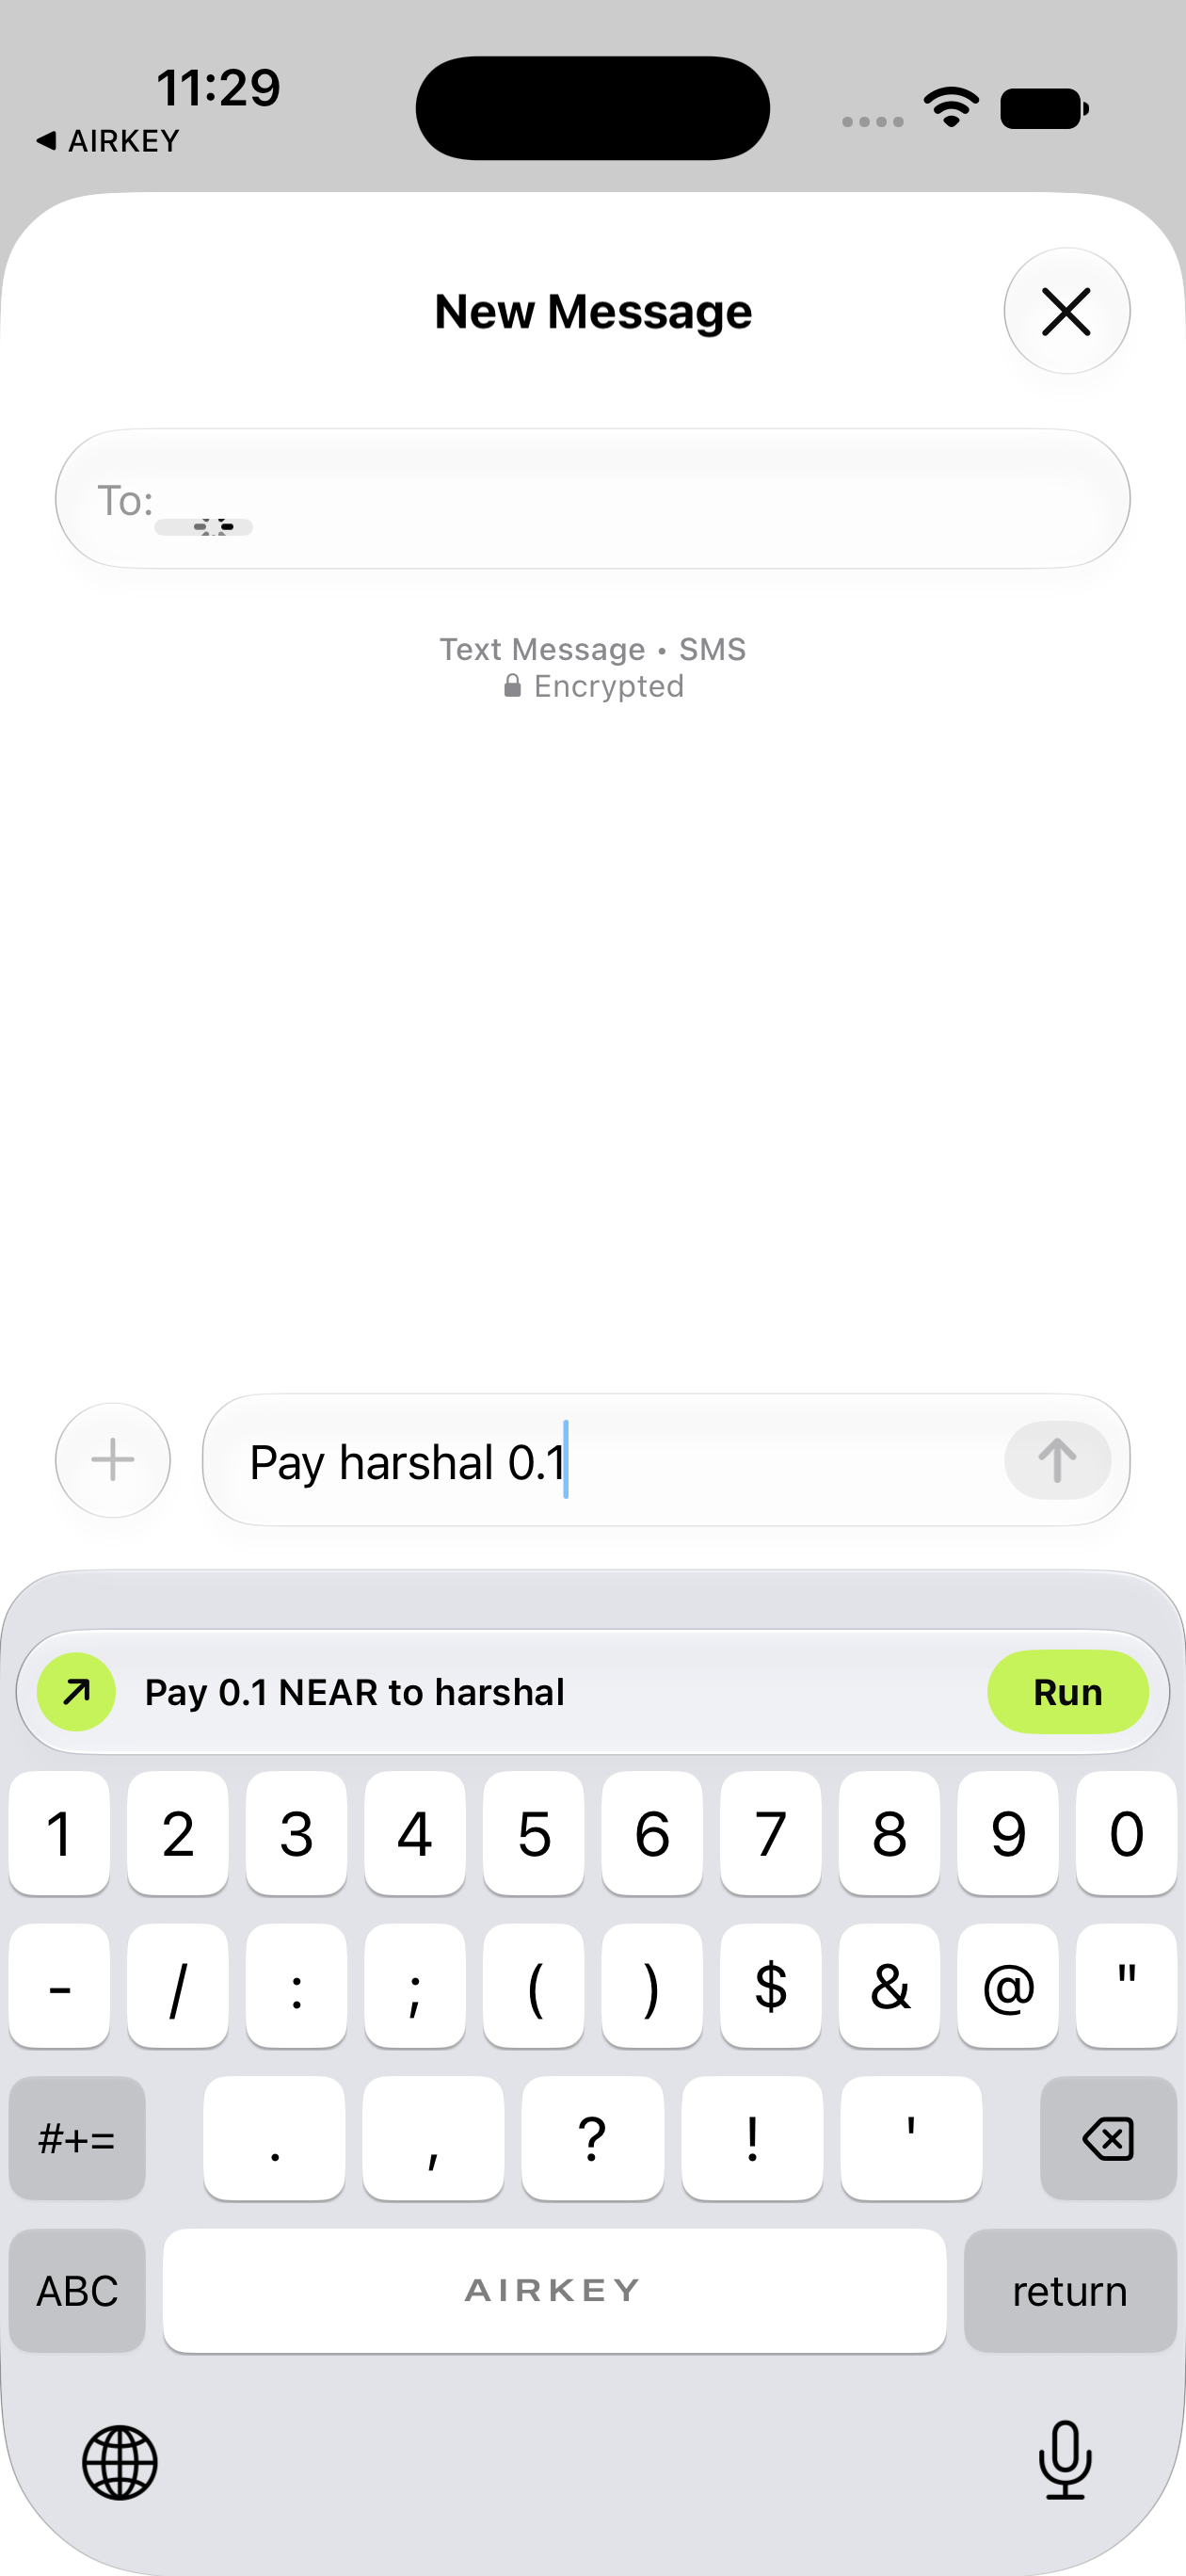 11:29
◀ AIRKEY
New Message
To:
Text Message • SMS
Encrypted
Pay harshal 0.1
Pay 0.1 NEAR to harshal
Run
1 2 3 4 5 6 7 8 9 0
- / : ; ( ) $ & @ "
#+= . , ? ! '
ABC AIRKEY return